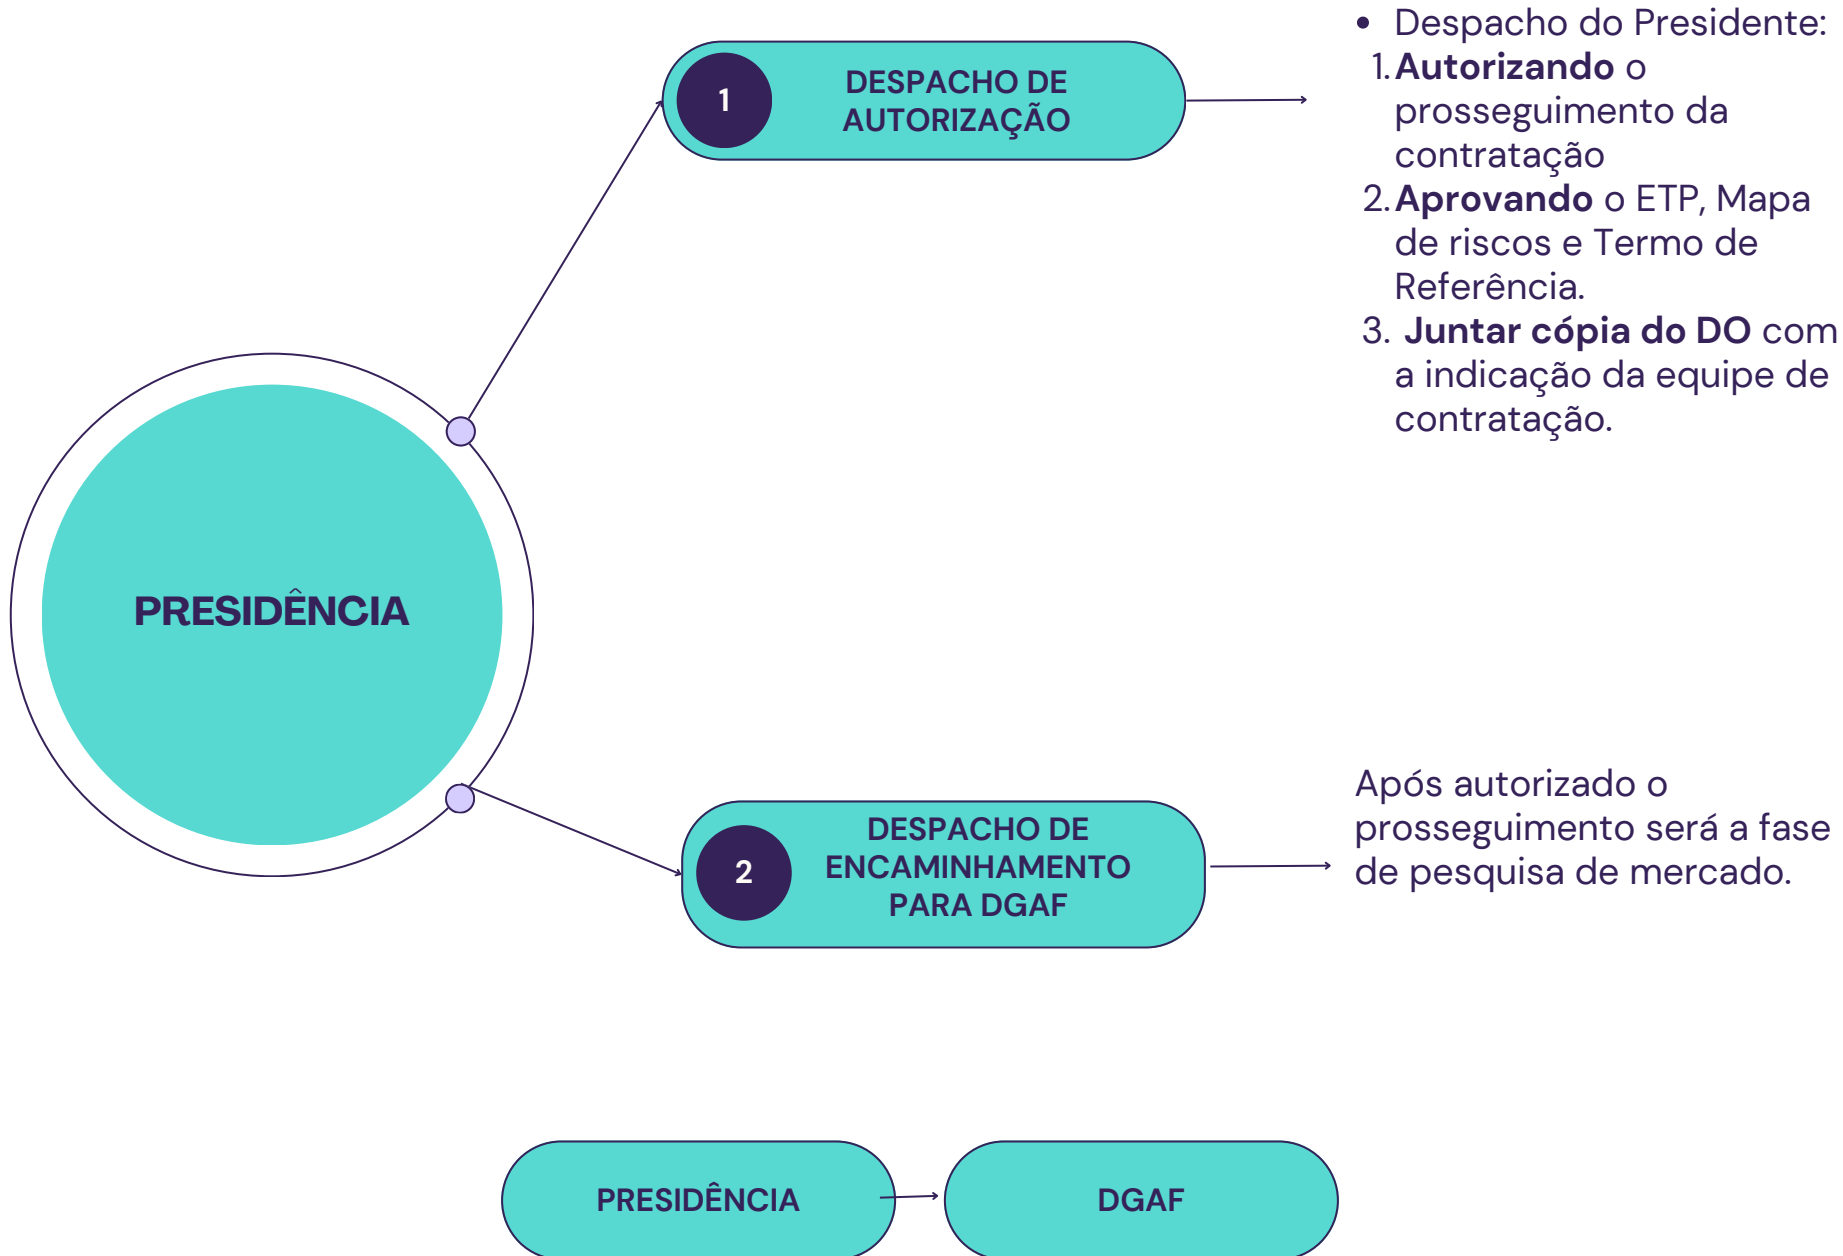 PRESIDÊNCIA
1
DESPACHO DE
AUTORIZAÇÃO
• Despacho do Presidente:
1. Autorizando o
prosseguimento da
contratação
2. Aprovando o ETP, Mapa
de riscos e Termo de
Referência.
3. Juntar cópia do DO com
a indicação da equipe de
contratação.
2
DESPACHO DE
ENCAMINHAMENTO
PARA DGAF
Após autorizado o
prosseguimento será a fase
de pesquisa de mercado.
PRESIDÊNCIA
DGAF